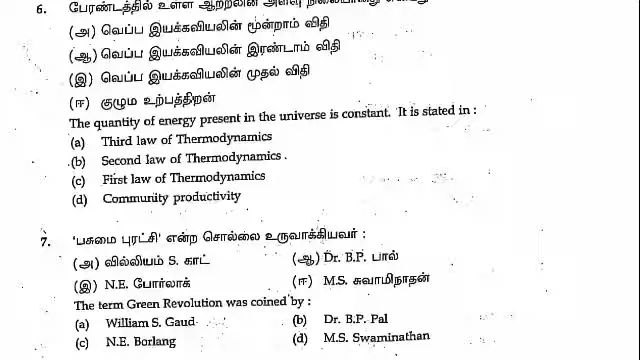 6. பேரண்டத்தில் உள்ள ஆற்றலின் அளவு
(அ) வெப்ப இயக்கவியலின் மூன்றாம் விதி
(ஆ) வெப்ப இயக்கவியலின் இரண்டாம் விதி
(இ) வெப்ப இயக்கவியலின் முதல் விதி
(ஈ) குழும உற்பத்திறன்
The quantity of energy present in the universe is constant. It is stated in :
(a) Third law of Thermodynamics
(b) Second law of Thermodynamics .
(c) First law of Thermodynamics
(d) Community productivity
7. 'பசுமை புரட்சி' என்ற சொல்லை உருவாக்கியவர் :
(அ) வில்லியம் S. காட் (ஆ) Dr. B.P. பால்
(இ) N.E. போர்லாக் (ஈ) M.S. சுவாமிநாதன்
The term Green Revolution was coined by :
(a) William S. Gaud (b) Dr. B.P. Pal
(c) N.E. Borlang (d) M.S. Swaminathan